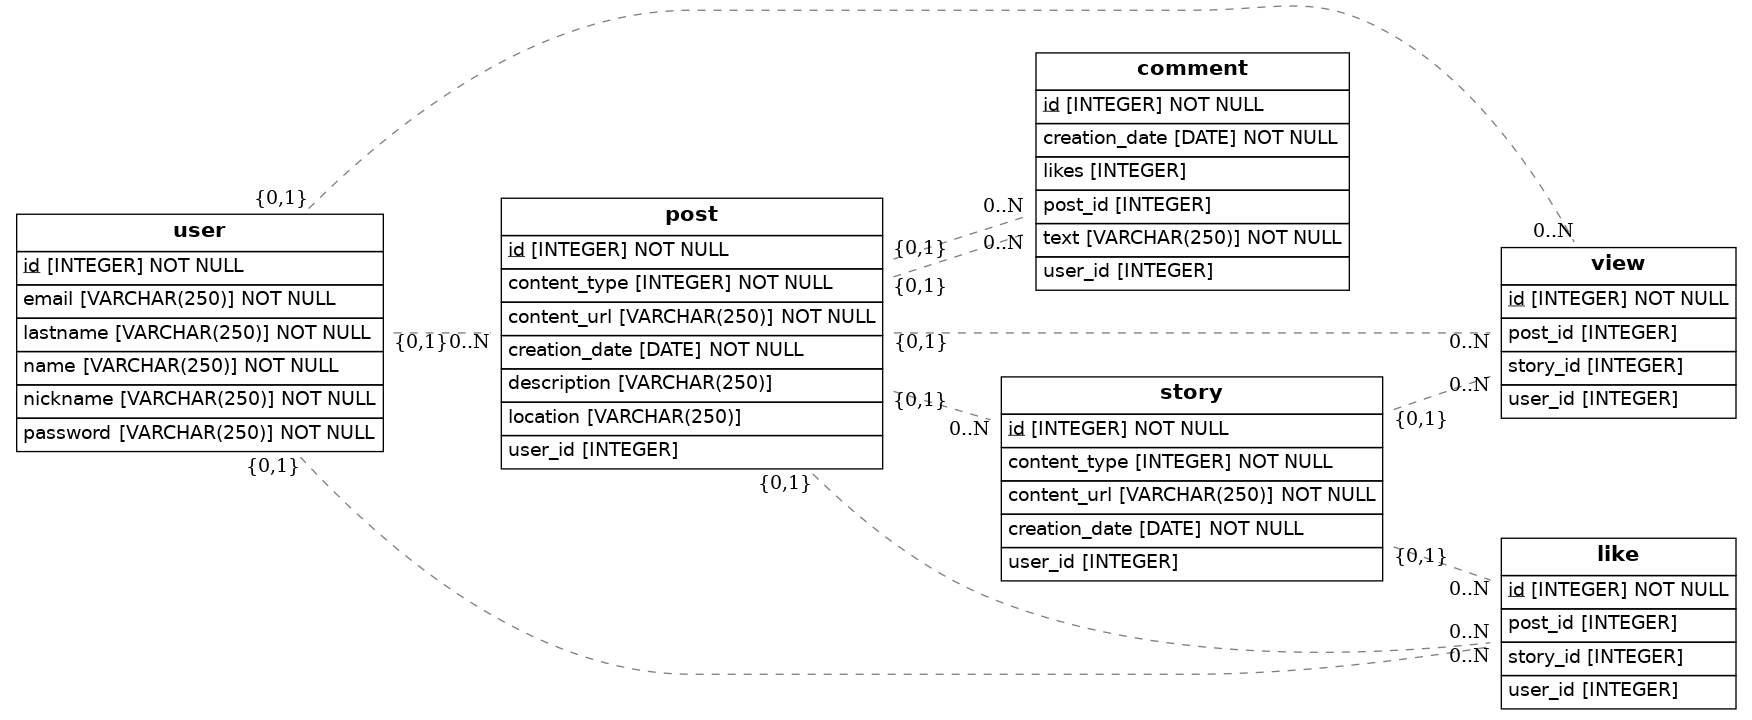 user
id [INTEGER] NOT NULL
email [VARCHAR(250)] NOT NULL
lastname [VARCHAR(250)] NOT NULL
name [VARCHAR(250)] NOT NULL
nickname [VARCHAR(250)] NOT NULL
password [VARCHAR(250)] NOT NULL
{0,1}
{0,1}
0..N
{0,1}
post
id [INTEGER] NOT NULL
content_type [INTEGER] NOT NULL
content_url [VARCHAR(250)] NOT NULL
creation_date [DATE] NOT NULL
description [VARCHAR(250)]
location [VARCHAR(250)]
user_id [INTEGER]
{0,1}
{0,1}
{0,1}
{0,1}
{0,1}
comment
id [INTEGER] NOT NULL
creation_date [DATE] NOT NULL
likes [INTEGER]
post_id [INTEGER]
text [VARCHAR(250)] NOT NULL
user_id [INTEGER]
0..N
0..N
story
id [INTEGER] NOT NULL
content_type [INTEGER] NOT NULL
content_url [VARCHAR(250)] NOT NULL
creation_date [DATE] NOT NULL
user_id [INTEGER]
0..N
{0,1}
{0,1}
view
id [INTEGER] NOT NULL
post_id [INTEGER]
story_id [INTEGER]
user_id [INTEGER]
0..N
0..N
0..N
like
id [INTEGER] NOT NULL
post_id [INTEGER]
story_id [INTEGER]
user_id [INTEGER]
0..N
0..N
0..N